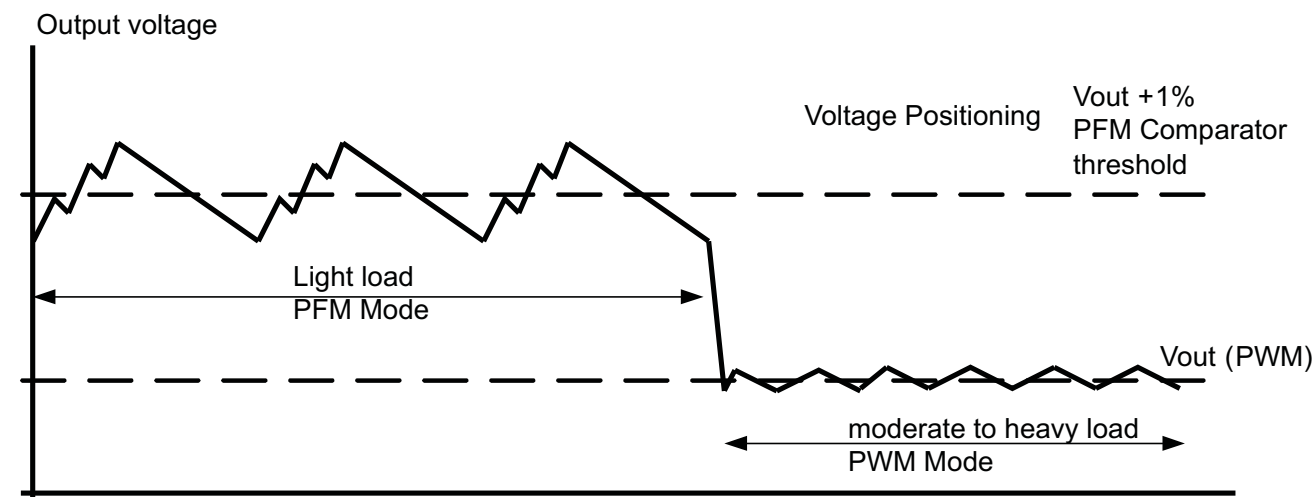 Output voltage
Vout +1%
Voltage Positioning
PFM Comparator
threshold
Light load
PFM Mode
Vout (PWM)
moderate to heavy load
PWM Mode